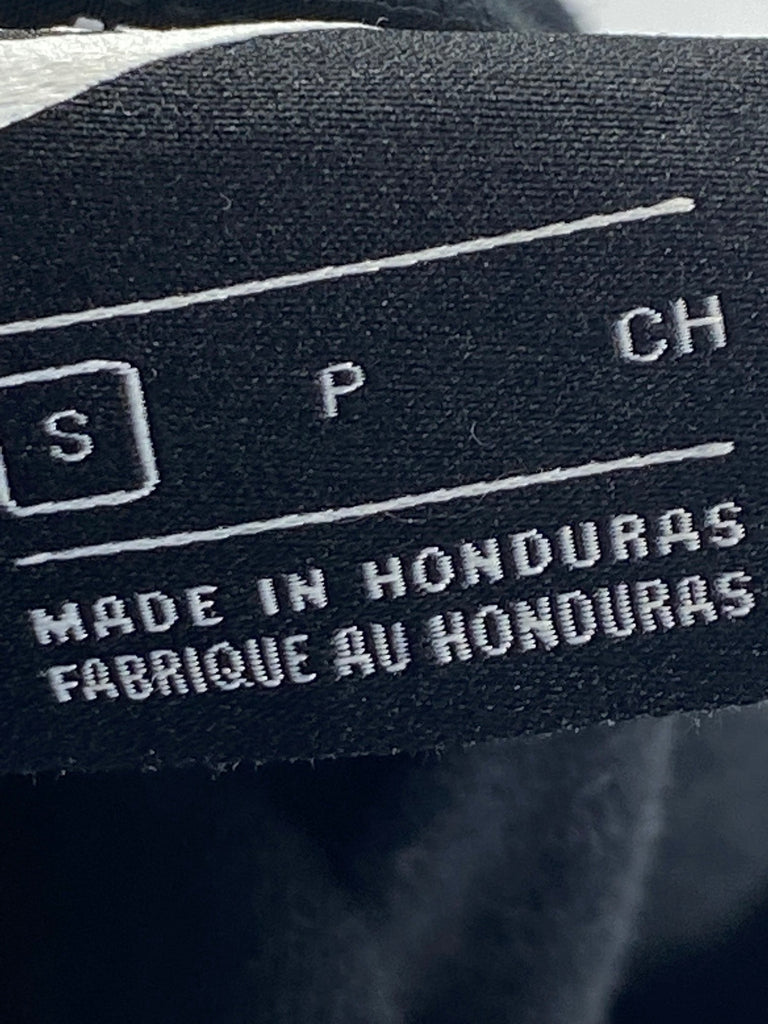 S P CH
MADE IN HONDURAS
FABRIQUE AU HONDURAS